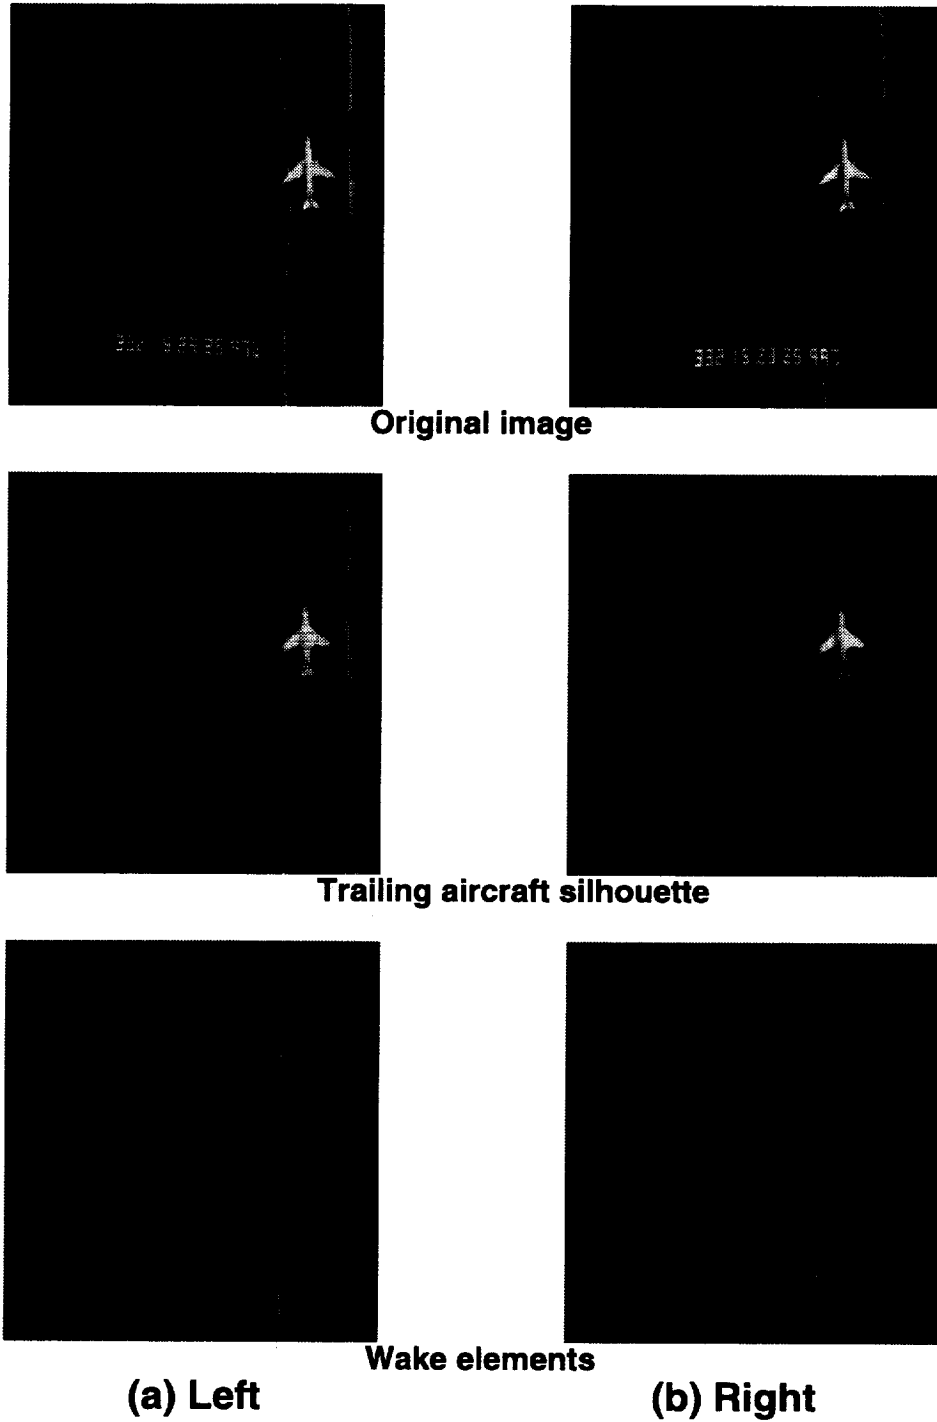 Original image
Trailing aircraft silhouette
Wake elements
(a) Left
(b) Right